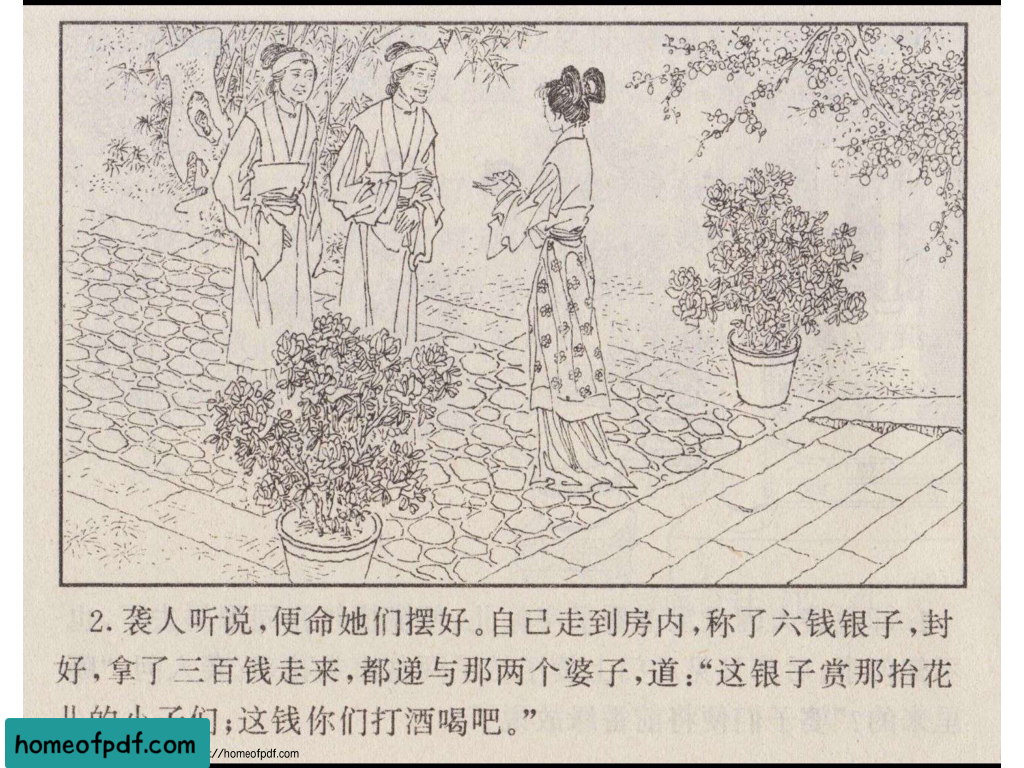 2. 袭人听说,便命她们摆好。自己走到房内,称了六钱银子,封
好,拿了三百钱走来,都递与那两个婆子,道:“这银子赏那抬花
儿的小子们;这钱你们打酒喝吧。”
homeofpdf.com
://homeofpdf.com